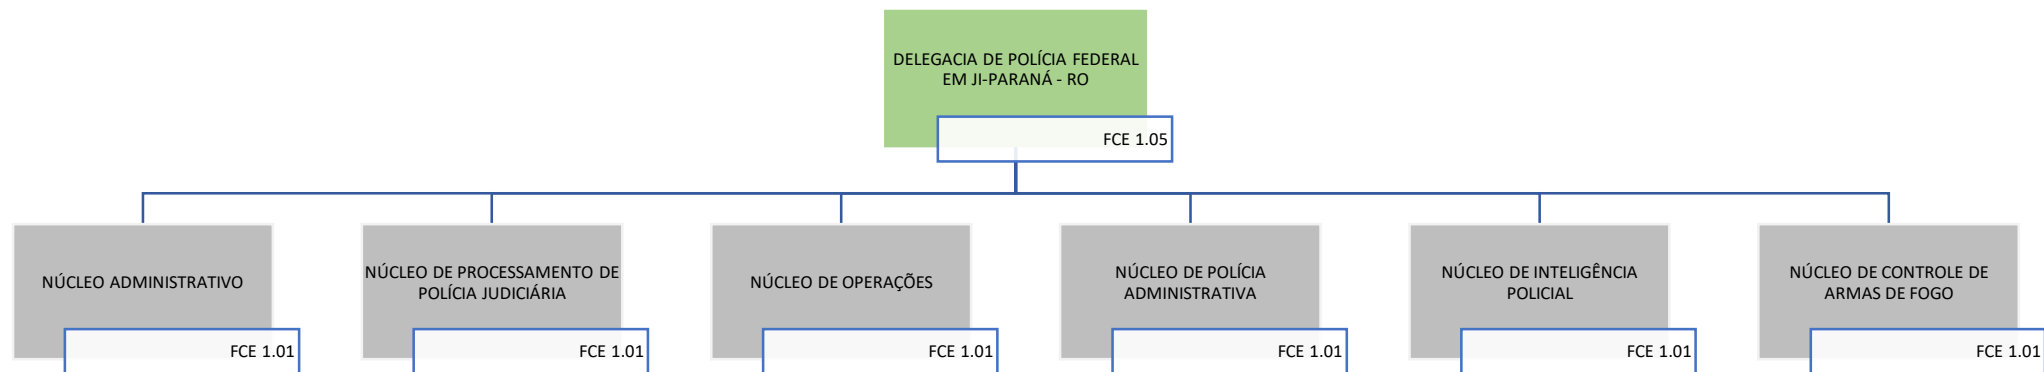 DELEGACIA DE POLÍCIA FEDERAL
EM JI-PARANÁ - RO
FCE 1.05
NÚCLEO ADMINISTRATIVO
FCE 1.01
NÚCLEO DE PROCESSAMENTO DE
POLÍCIA JUDICIÁRIA
FCE 1.01
NÚCLEO DE OPERAÇÕES
FCE 1.01
NÚCLEO DE POLÍCIA
ADMINISTRATIVA
FCE 1.01
NÚCLEO DE INTELIGÊNCIA
POLICIAL
FCE 1.01
NÚCLEO DE CONTROLE DE
ARMAS DE FOGO
FCE 1.01